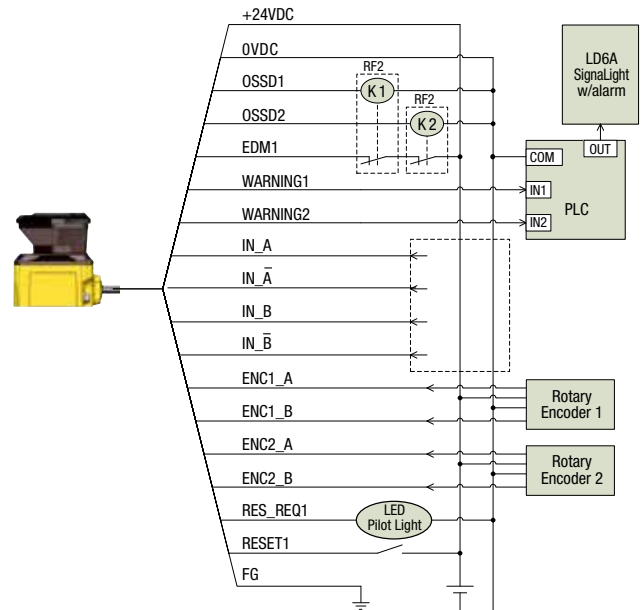 +24VDC
0VDC
OSSD1
OSSD2
EDM1
WARNING1
WARNING2
IN_A
IN_A̅
IN_B
IN_B̅
ENC1_A
ENC1_B
ENC2_A
ENC2_B
RES_REQ1
RESET1
FG
RF2
K1
RF2
K2
LED
Pilot Light
LD6A
SignaLight
w/alarm
OUT
COM
IN1
PLC
IN2
Rotary
Encoder 1
Rotary
Encoder 2